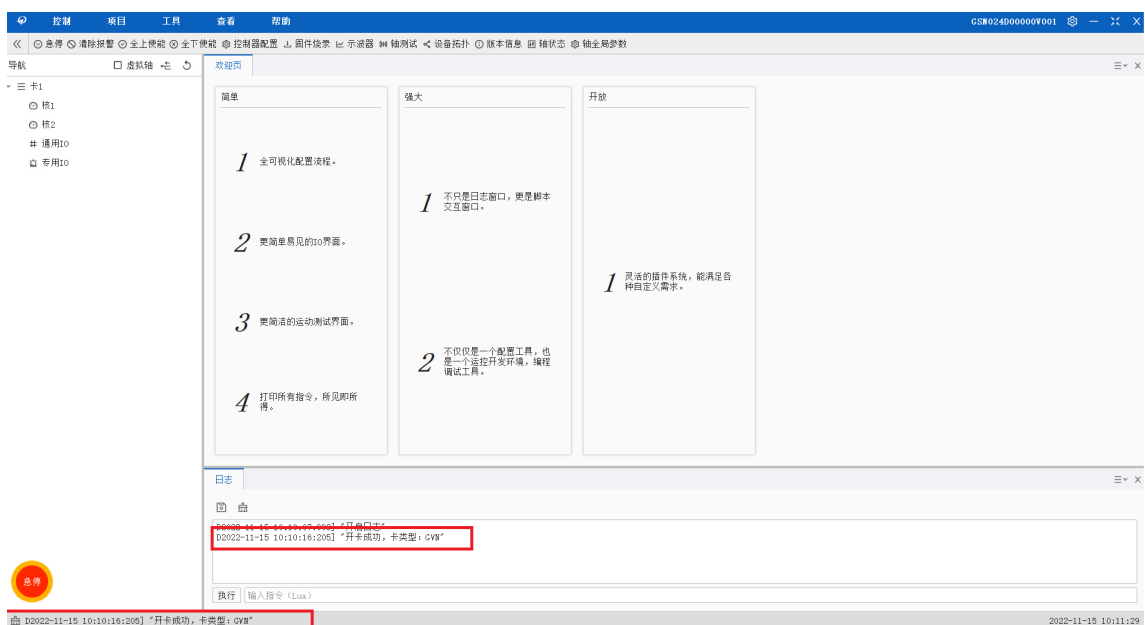 控制 项目 工具 查看 帮助 GSN024D00000V001
急停 清除报警 全上使能 全下使能 控制器配置 固件烧录 示波器 轴测试 设备拓扑 版本信息 轴状态 轴全局参数
导航 虚拟轴
欢迎页
卡1
核1
核2
通用IO
专用IO
简单
1 全可视化配置流程。
2 更简单易见的IO界面。
3 更简洁的运动测试界面。
4 打印所有指令，所见即所
得。
强大
1 不只是日志窗口，更是脚本
交互窗口。
2 不仅仅是一个配置工具，也
是一个运控开发环境，编程
调试工具。
开放
1 灵活的插件系统，能满足各
种自定义需求。
日志
"开启日志"
D2022-11-15 10:10:16:205] "开卡成功，卡类型：GVN"
执行 输入指令（Lua）
急停
D2022-11-15 10:10:16:205] "开卡成功，卡类型：GVN" 2022-11-15 10:11:29